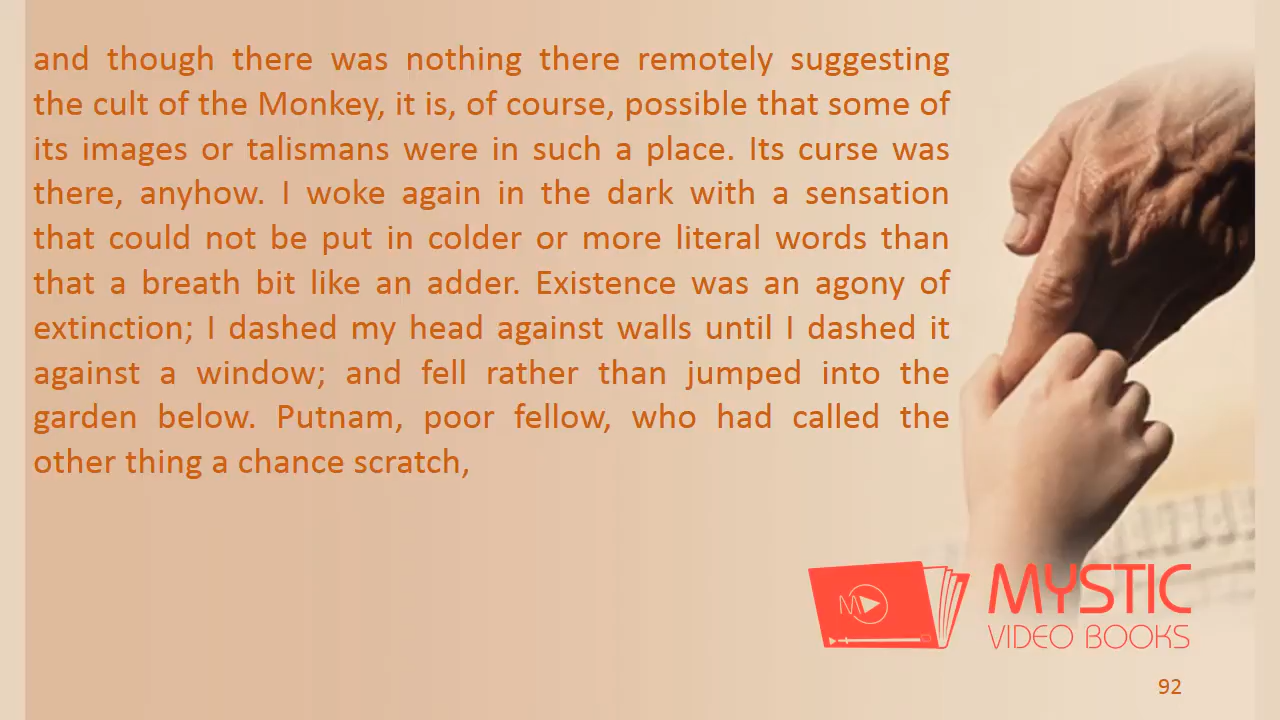 and though there was nothing there remotely suggesting
the cult of the Monkey, it is, of course, possible that some of
its images or talismans were in such a place. Its curse was
there, anyhow. I woke again in the dark with a sensation
that could not be put in colder or more literal words than
that a breath bit like an adder. Existence was an agony of
extinction; I dashed my head against walls until I dashed it
against a window; and fell rather than jumped into the
garden below. Putnam, poor fellow, who had called the
other thing a chance scratch,
M
MYSTIC
VIDEO BOOKS
92